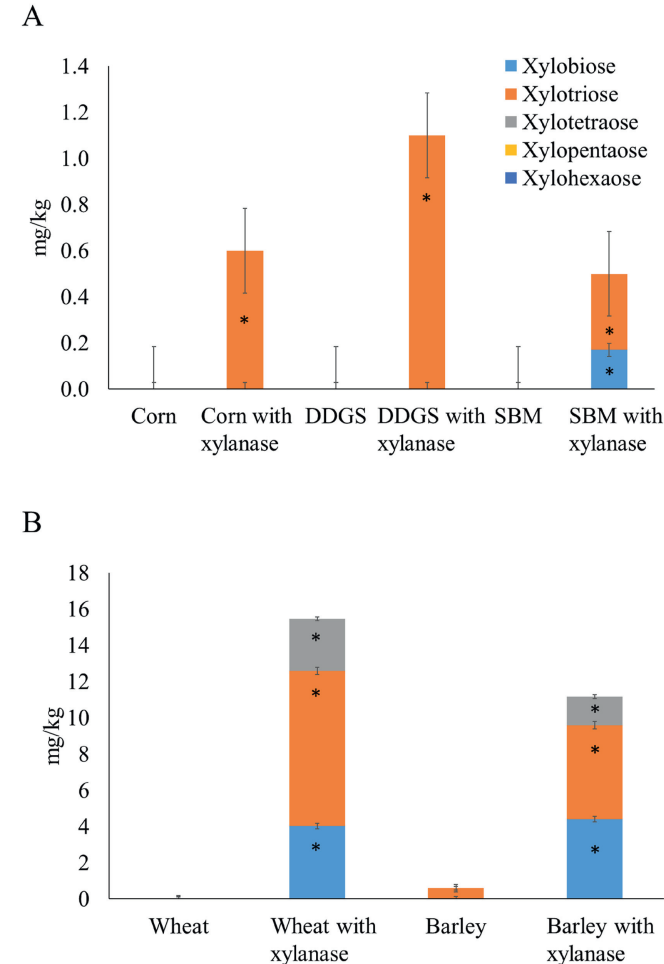 A
1.4
1.2
1.0
0.8
0.6
0.4
0.2
0.0
mg/kg
Xylobiose
Xylotriose
Xylotetraose
Xylopentaose
Xylohexaose
*
*
*
*
Corn Corn with xylanase DDGS DDGS with xylanase SBM SBM with xylanase
B
18
16
14
12
10
8
6
4
2
0
mg/kg
*
*
*
*
*
*
Wheat Wheat with xylanase Barley Barley with xylanase